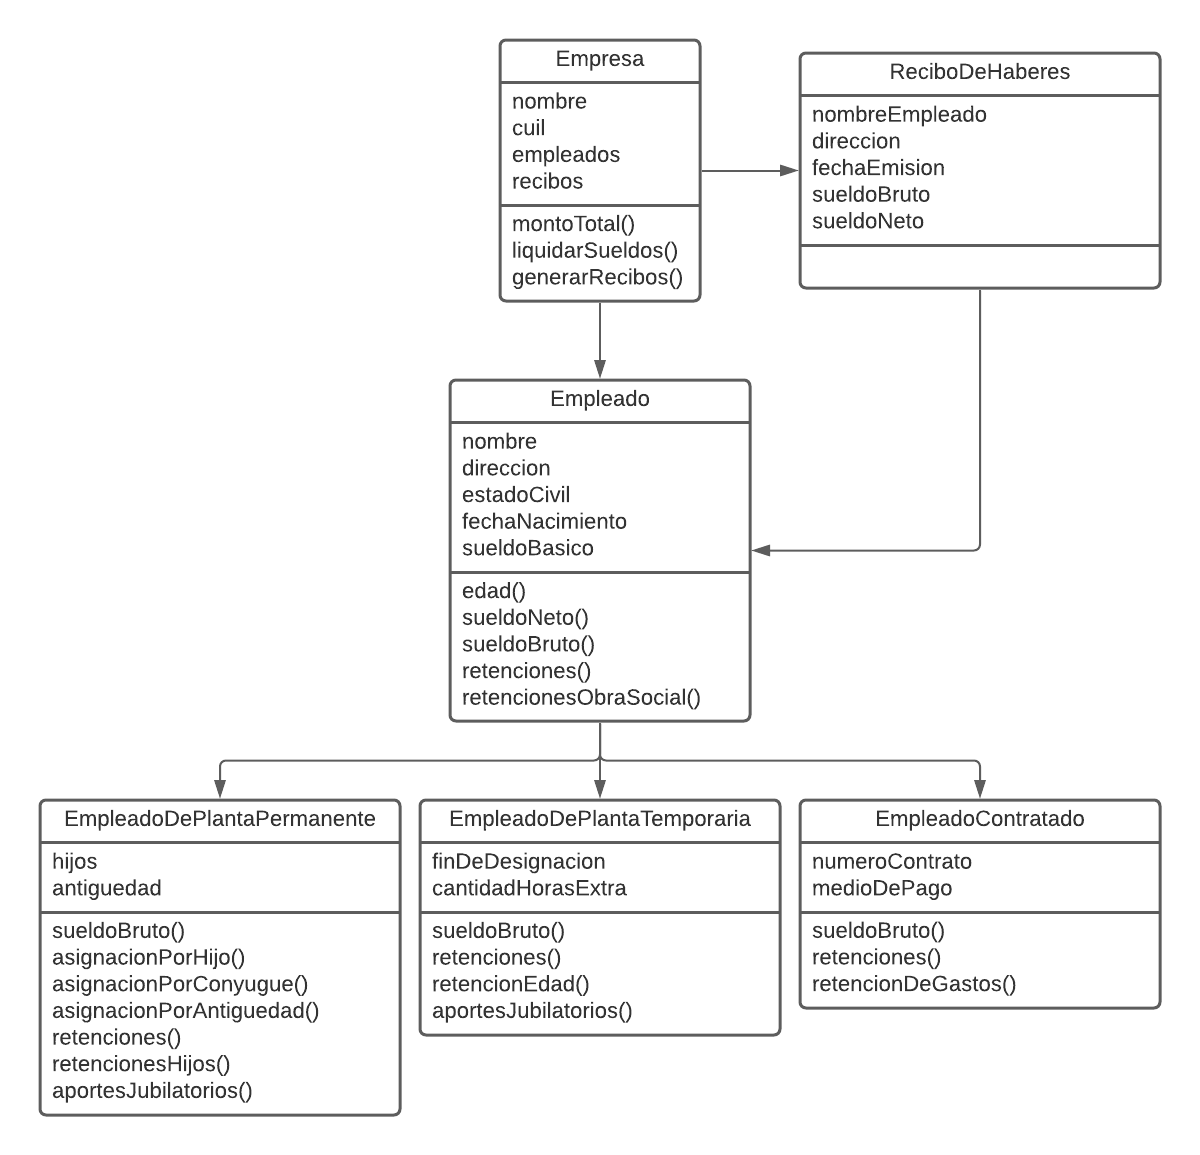 Empresa
nombre
cuil
empleados
recibos
montoTotal()
liquidarSueldos()
generarRecibos()
ReciboDeHaberes
nombreEmpleado
direccion
fechaEmision
sueldoBruto
sueldoNeto
Empleado
nombre
direccion
estadoCivil
fechaNacimiento
sueldoBasico
edad()
sueldoNeto()
sueldoBruto()
retenciones()
retencionesObraSocial()
EmpleadoDePlantaPermanente
hijos
antiguedad
sueldoBruto()
asignacionPorHijo()
asignacionPorConyugue()
asignacionPorAntiguedad()
retenciones()
retencionesHijos()
aportesJubilatorios()
EmpleadoDePlantaTemporaria
finDeDesignacion
cantidadHorasExtra
sueldoBruto()
retenciones()
retencionEdad()
aportesJubilatorios()
EmpleadoContratado
numeroContrato
medioDePago
sueldoBruto()
retenciones()
retencionDeGastos()